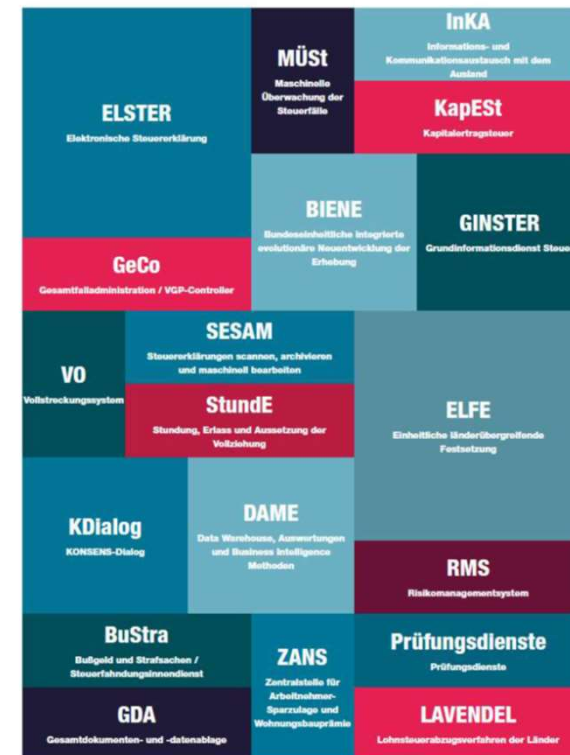 ELSTER
Elektronische Steuererklärung
MÜSt
Maschinelle
Überwachung der
Steuerfälle
InKA
Informations- und
Kommunikationsaustausch mit dem
Ausland
KapESt
Kapitalertragsteuer
BIENE
Bundeseinheitliche integrierte
evolutionäre Neuentwicklung der
Erhebung
GINSTER
Grundinformationsdienst Steuer
GeCo
Gesamtfalladministration / VGP-Controller
VO
Vollstreckungssystem
SESAM
Steuererklärungen scannen, archivieren
und maschinell bearbeiten
StundE
Stundung, Erlass und Aussetzung der
Vollziehung
ELFE
Einheitliche länderübergreifende
Festsetzung
KDialog
KONSENS-Dialog
DAME
Data Warehouse, Auswertungen
und Business Intelligence
Methoden
RMS
Risikomanagementsystem
BuStra
Bußgeld und Strafsachen /
Steuerfahndungsinnendienst
ZANS
Zentralstelle für
Arbeitnehmer-
Sparzulage und
Wohnungsbauprämie
Prüfungsdienste
Prüfungsdienste
GDA
Gesamtdokumenten- und -datenablage
LAVENDEL
Lohnsteuerabzugsverfahren der Länder